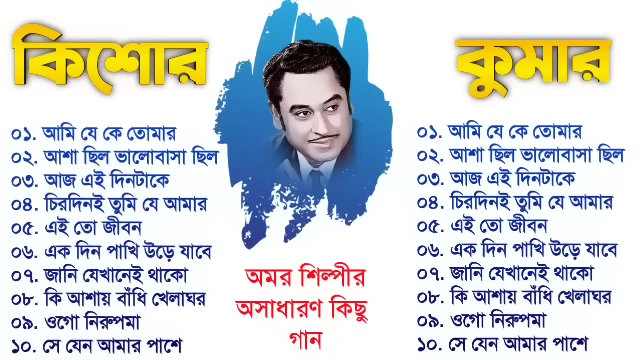 কিশোর
কুমার
০১. আমি যে কে তোমার
০২. আশা ছিল ভালোবাসা ছিল
০৩. আজ এই দিনটাকে
০৪. চিরদিনই তুমি যে আমার
০৫. এই তো জীবন
০৬. এক দিন পাখি উড়ে যাবে
০৭. জানি যেখানেই থাকো
০৮. কি আশায় বাঁধি খেলাঘর
০৯. ওগো নিরুপমা
১০. সে যেন আমার পাশে
অমর শিল্পীর
অসাধারণ কিছু
গান
০১. আমি যে কে তোমার
০২. আশা ছিল ভালোবাসা ছিল
০৩. আজ এই দিনটাকে
০৪. চিরদিনই তুমি যে আমার
০৫. এই তো জীবন
০৬. এক দিন পাখি উড়ে যাবে
০৭. জানি যেখানেই থাকো
০৮. কি আশায় বাঁধি খেলাঘর
০৯. ওগো নিরুপমা
১০. সে যেন আমার পাশে